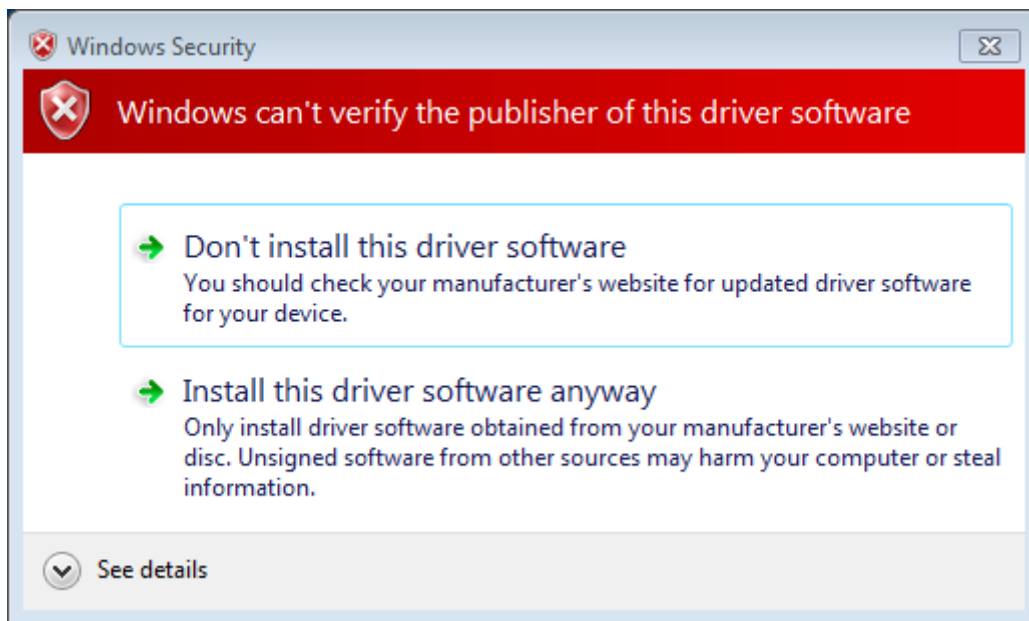 Windows Security
Windows can't verify the publisher of this driver software
Don't install this driver software
You should check your manufacturer's website for updated driver software
for your device.
Install this driver software anyway
Only install driver software obtained from your manufacturer's website or
disc. Unsigned software from other sources may harm your computer or steal
information.
See details